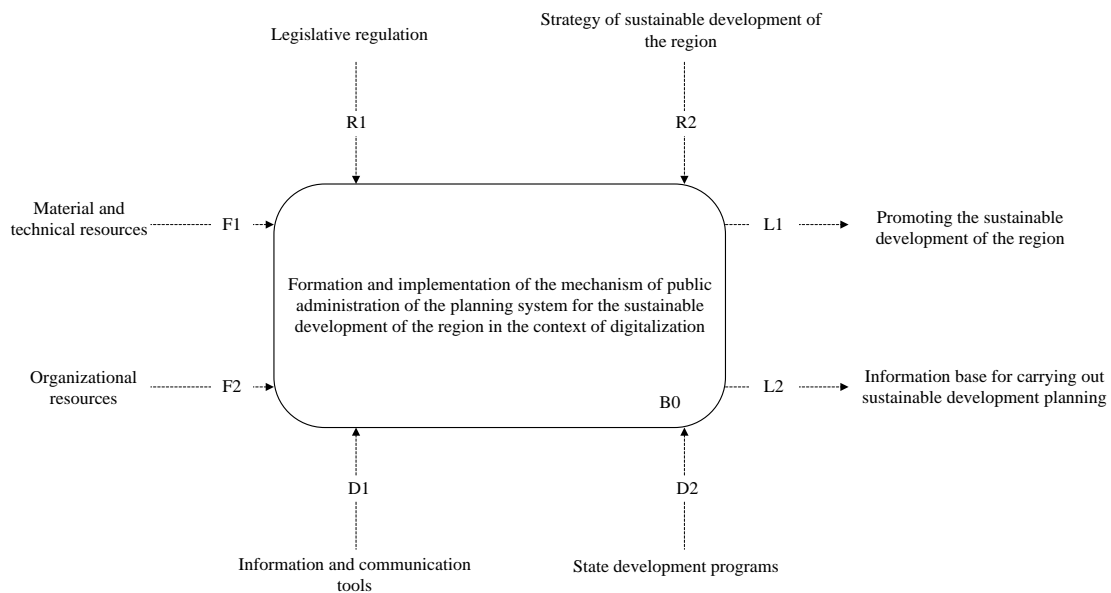 Legislative regulation
Strategy of sustainable development of
the region
R1
R2
Material and
technical resources
F1
L1
Promoting the sustainable
development of the region
Formation and implementation of the mechanism of public
administration of the planning system for the sustainable
development of the region in the context of digitalization
Organizational
resources
F2
L2
Information base for carrying out
sustainable development planning
B0
D1
D2
Information and communication
tools
State development programs